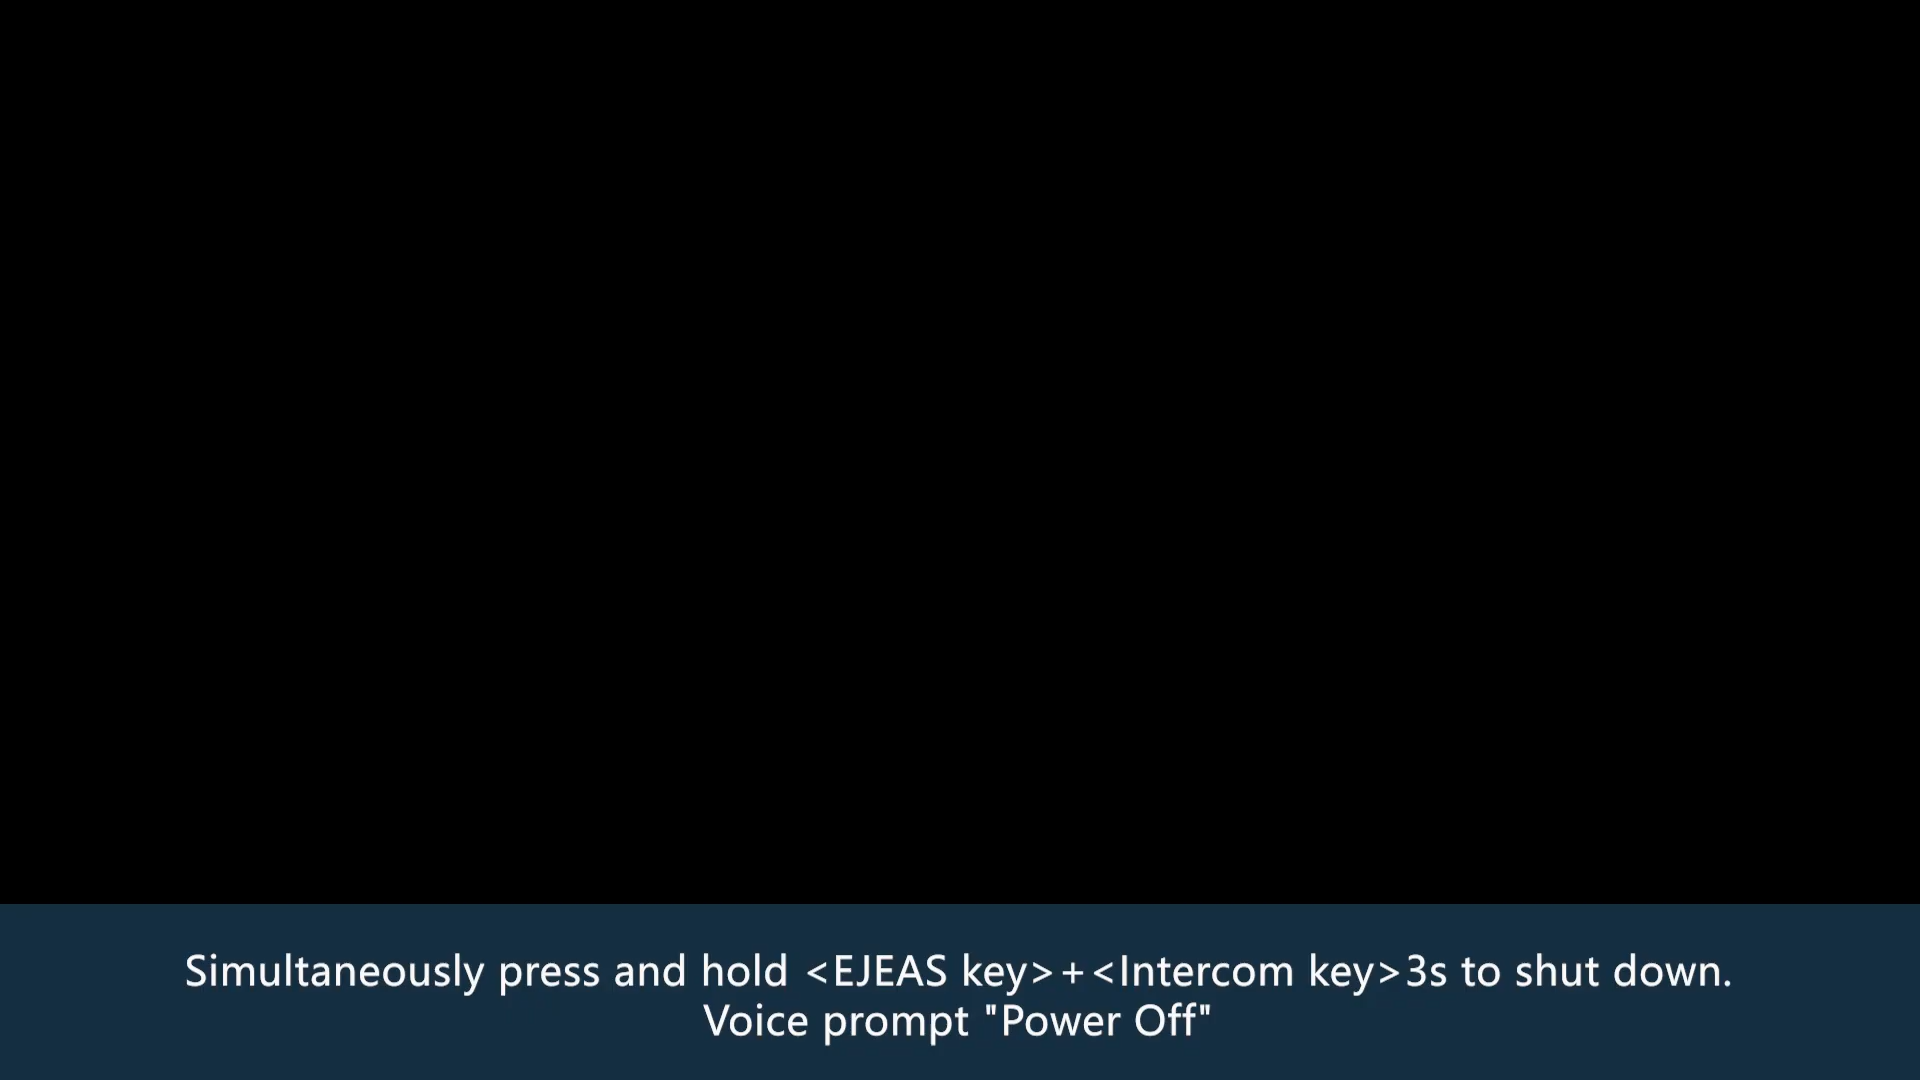 Simultaneously press and hold <EJEAS key>+<Intercom key>3s to shut down.
Voice prompt "Power Off"